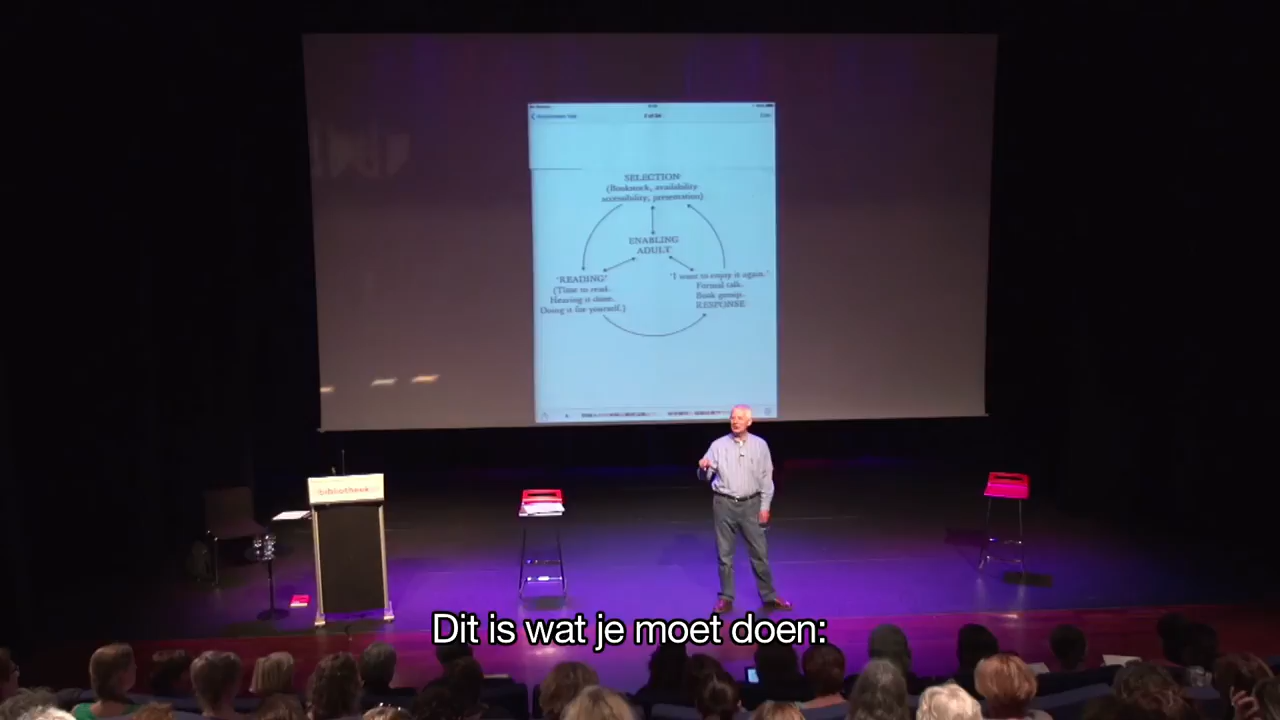 SELECTION
(Bookstock, availability
accessibility, presentation)
ENABLING
ADULT
'READING'
(Time to read.
Hearing it done.
Doing it for yourself.)
'I want to enjoy it again.'
Formal talk.
Book gossip.
RESPONSE
bibliotheek
Dit is wat je moet doen: